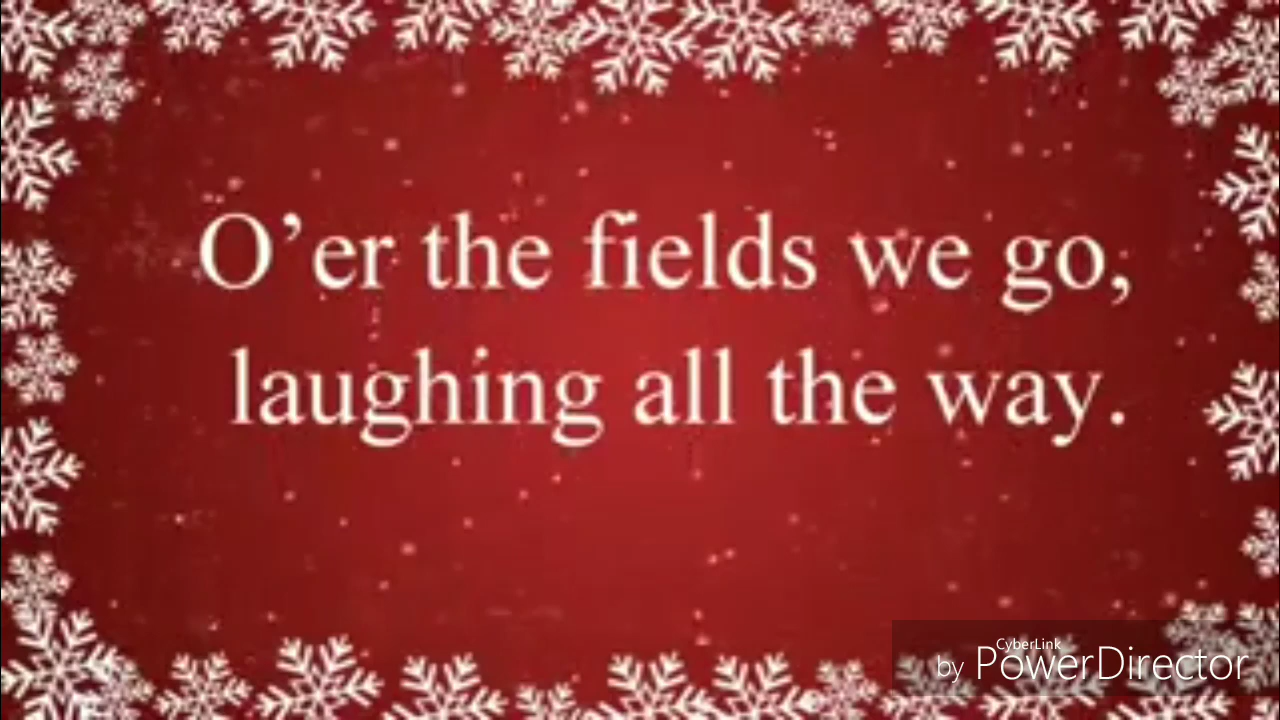 O’er the fields we go,
laughing all the way.
CyberLink
by PowerDirector